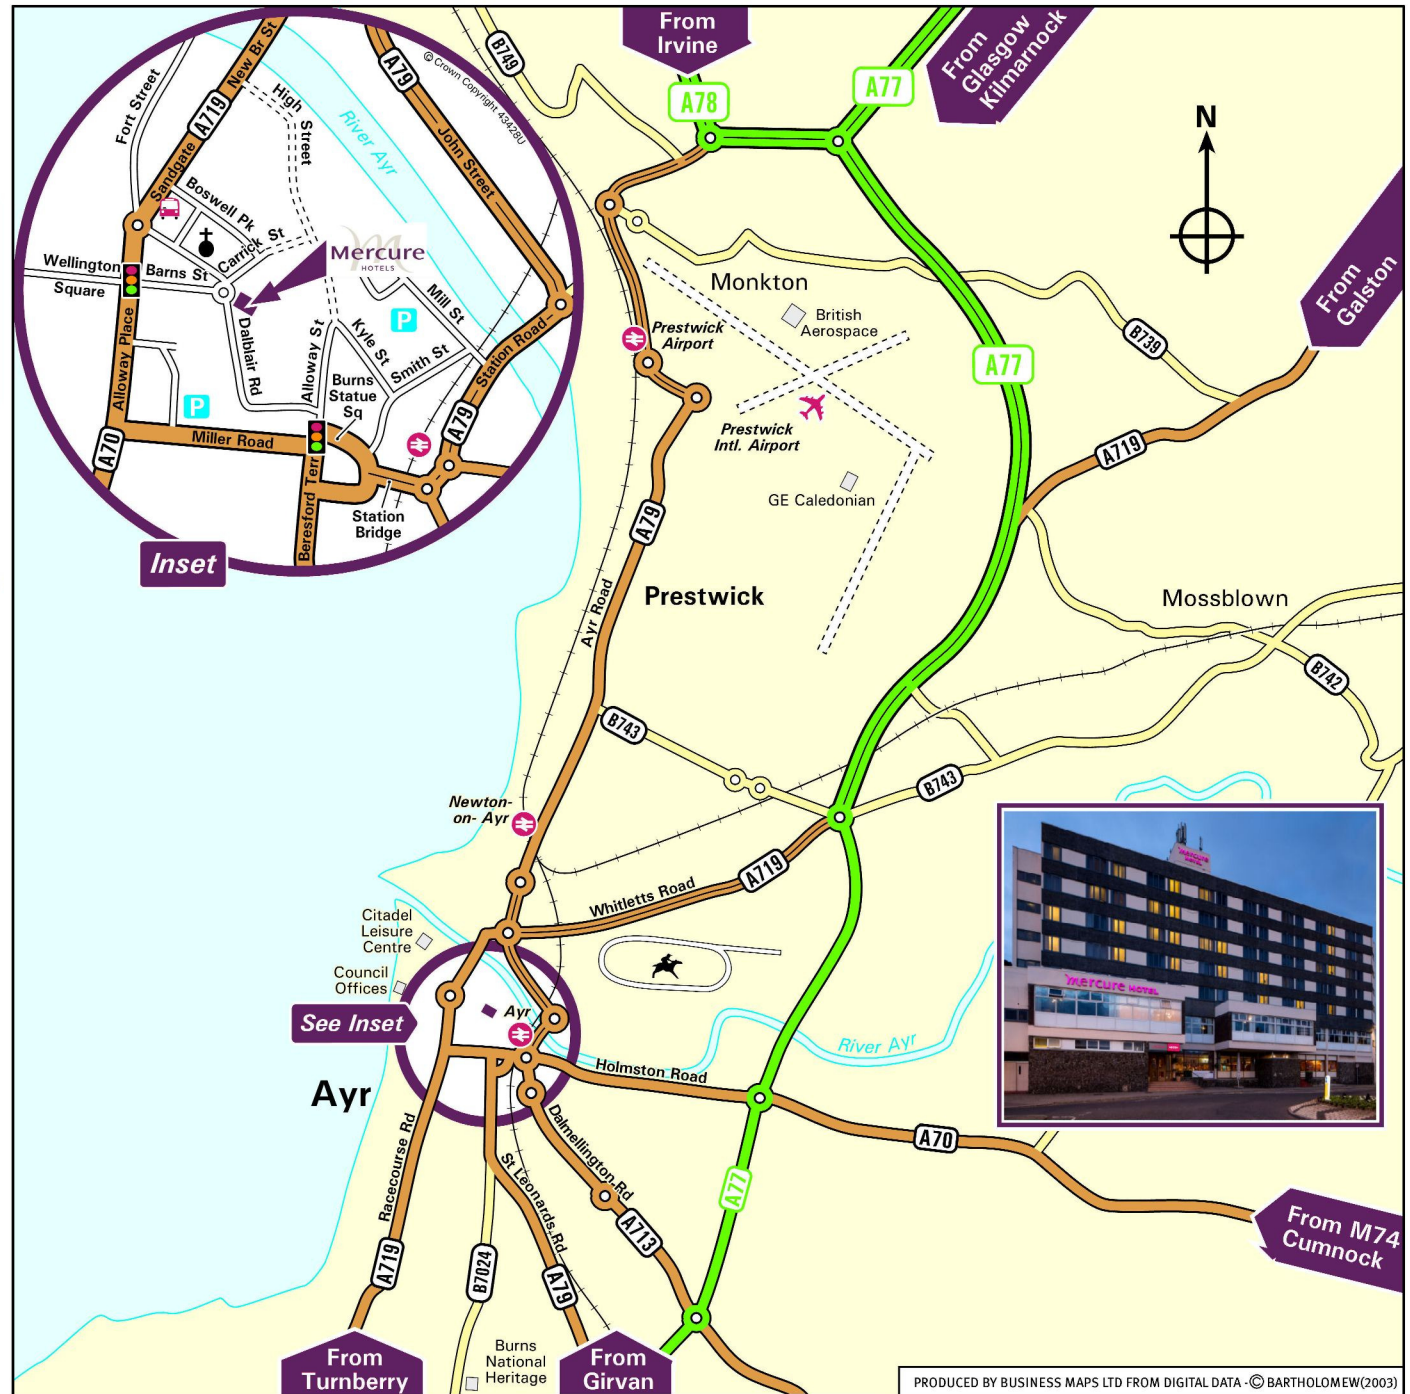 From
Irvine
From
Glasgow
Kilmarnock
A78
A77
B749
© Crown Copyright 43428U
N
From
Galston
Fort Street
A719
New Br St
Sandgate
High
Street
River Ayr
A79
John Street
Boswell Pk
Carrick St
Mercure
HOTELS
Wellington
Square
Barns St
Alloway Place
Dalblair Rd
Alloway St
Kyle St
Mill St
Smith St
Station Road
P
P
Burns
Statue
Sq
Miller Road
A70
A79
Beresford Terr
Station
Bridge
Inset
Monkton
British
Aerospace
Prestwick
Airport
Prestwick
Intl. Airport
GE Caledonian
A77
B739
A719
A79
Ayr Road
Prestwick
Mossblown
B742
B743
B743
Newton-
on- Ayr
A719
Whitletts Road
Citadel
Leisure
Centre
Council
Offices
See Inset
Ayr
Ayr
River Ayr
Holmston Road
mercure HOTEL
mercure
HOTEL
A70
A77
Racecourse Rd
St Leonards Rd
Dalmellington Rd
A713
A719
B7024
A79
From M74
Cumnock
From
Turnberry
Burns
National
Heritage
From
Girvan
PRODUCED BY BUSINESS MAPS LTD FROM DIGITAL DATA - © BARTHOLOMEW(2003)